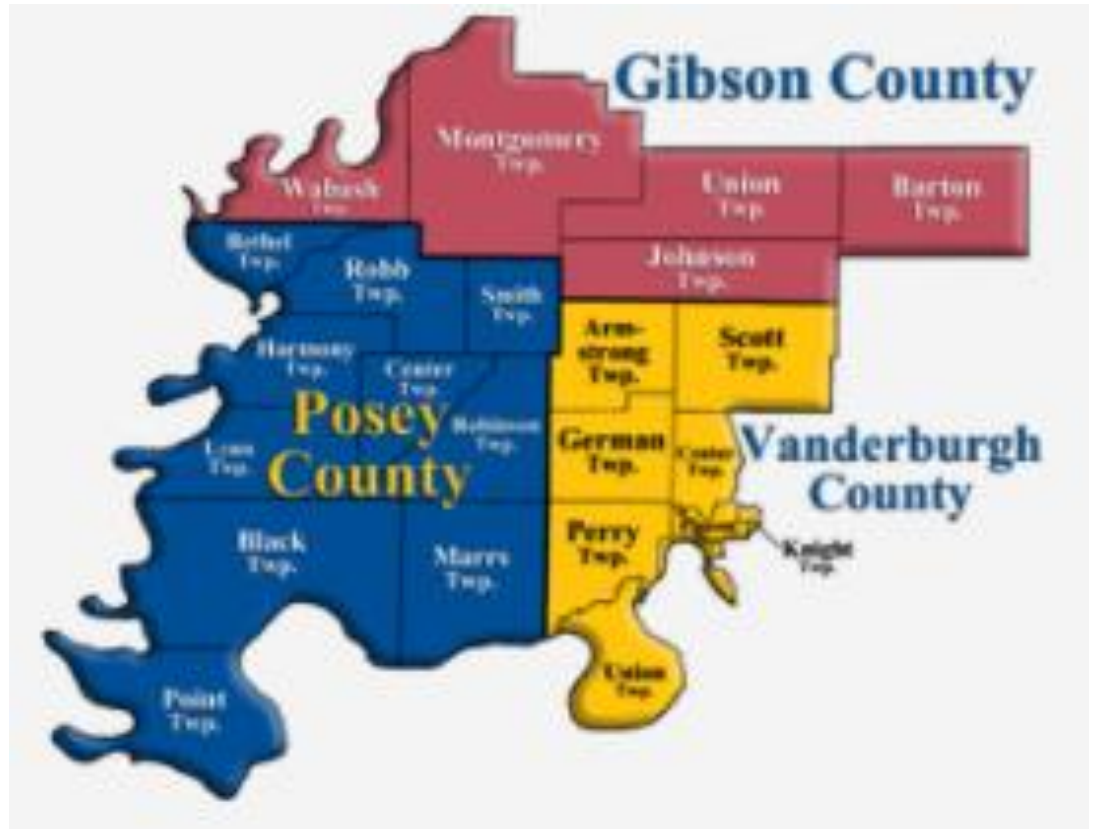 Gibson County
Montgomery
Twp.
Wabash
Twp.
Union
Twp.
Barton
Twp.
Bethel
Twp.
Robb
Twp.
Johnson
Twp.
Smith
Twp.
Arm-
strong
Twp.
Scott
Twp.
Harmony
Twp.
Center
Twp.
Posey
County
Robinson
Twp.
Lynn
Twp.
German
Twp.
Center
Twp.
Vanderburgh
County
Black
Twp.
Marrs
Twp.
Perry
Twp.
Knight
Twp.
Point
Twp.
Union
Twp.